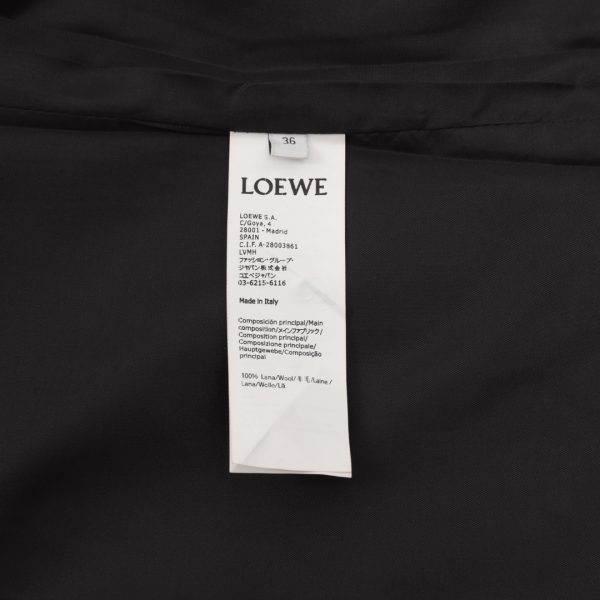 36
LOEWE
LOEWE S.A.
C/Goya, 4
28001 - Madrid
SPAIN
C.I.F. A-28003861
LVMH
ファッション・グループ・
ジャパン株式会社
ロエベジャパン
03-6215-6116
Made in Italy
Composición principal/Main
composition/メインファブリック/
Composition principal/
Composizione principale/
Hauptgewebe/Composição
principal
100% Lana/Wool/羊毛/Laine/
Lana/Wolle/Lã